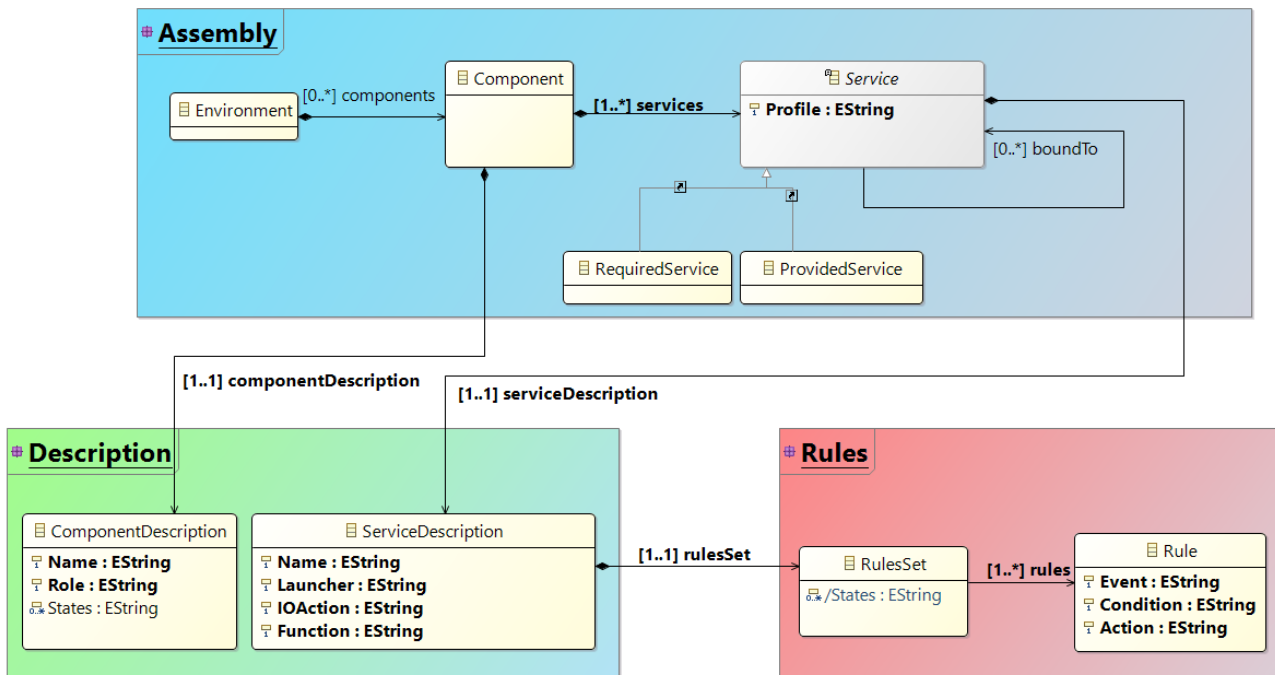 Assembly
Environment
[0..*] components
Component
[1..*] services
Service
Profile : EString
[0..*] boundTo
RequiredService
ProvidedService
[1..1] componentDescription
[1..1] serviceDescription
Description
ComponentDescription
Name : EString
Role : EString
0..* States : EString
ServiceDescription
Name : EString
Launcher : EString
IOAction : EString
Function : EString
[1..1] rulesSet
Rules
RulesSet
0..* /States : EString
[1..*] rules
Rule
Event : EString
Condition : EString
Action : EString